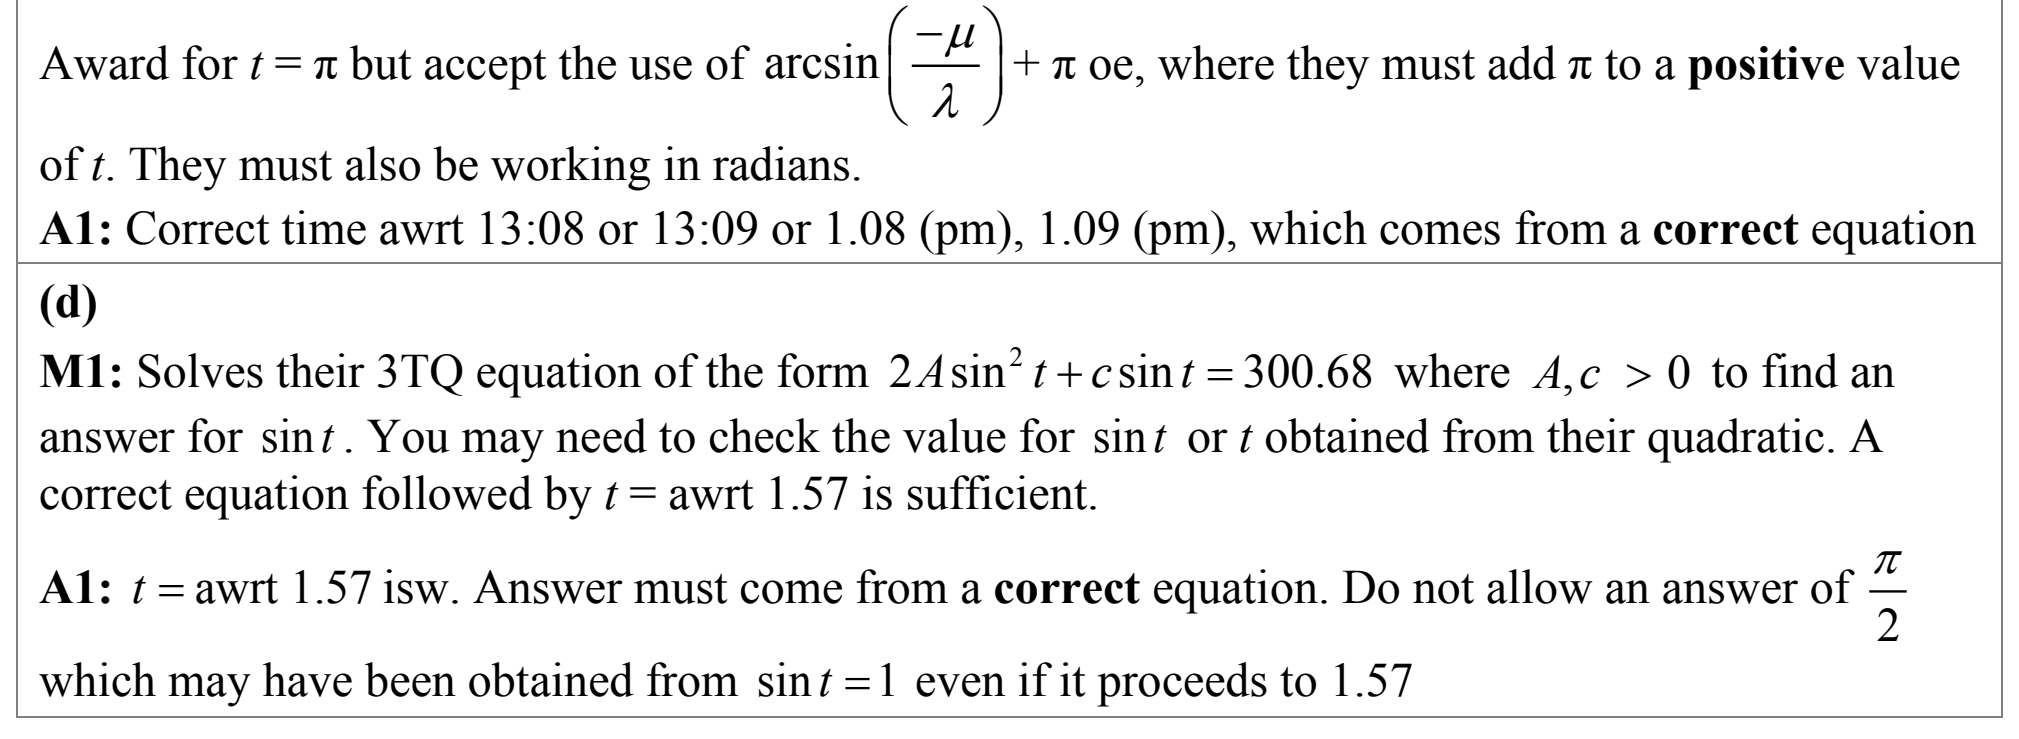 Award for t = π but accept the use of arcsin(−μ/λ) + π oe, where they must add π to a positive value
of t. They must also be working in radians.
A1: Correct time awrt 13:08 or 13:09 or 1.08 (pm), 1.09 (pm), which comes from a correct equation
(d)
M1: Solves their 3TQ equation of the form 2A sin² t + c sin t = 300.68 where A, c > 0 to find an
answer for sin t. You may need to check the value for sin t or t obtained from their quadratic. A
correct equation followed by t = awrt 1.57 is sufficient.
A1: t = awrt 1.57 isw. Answer must come from a correct equation. Do not allow an answer of π/2
which may have been obtained from sin t = 1 even if it proceeds to 1.57